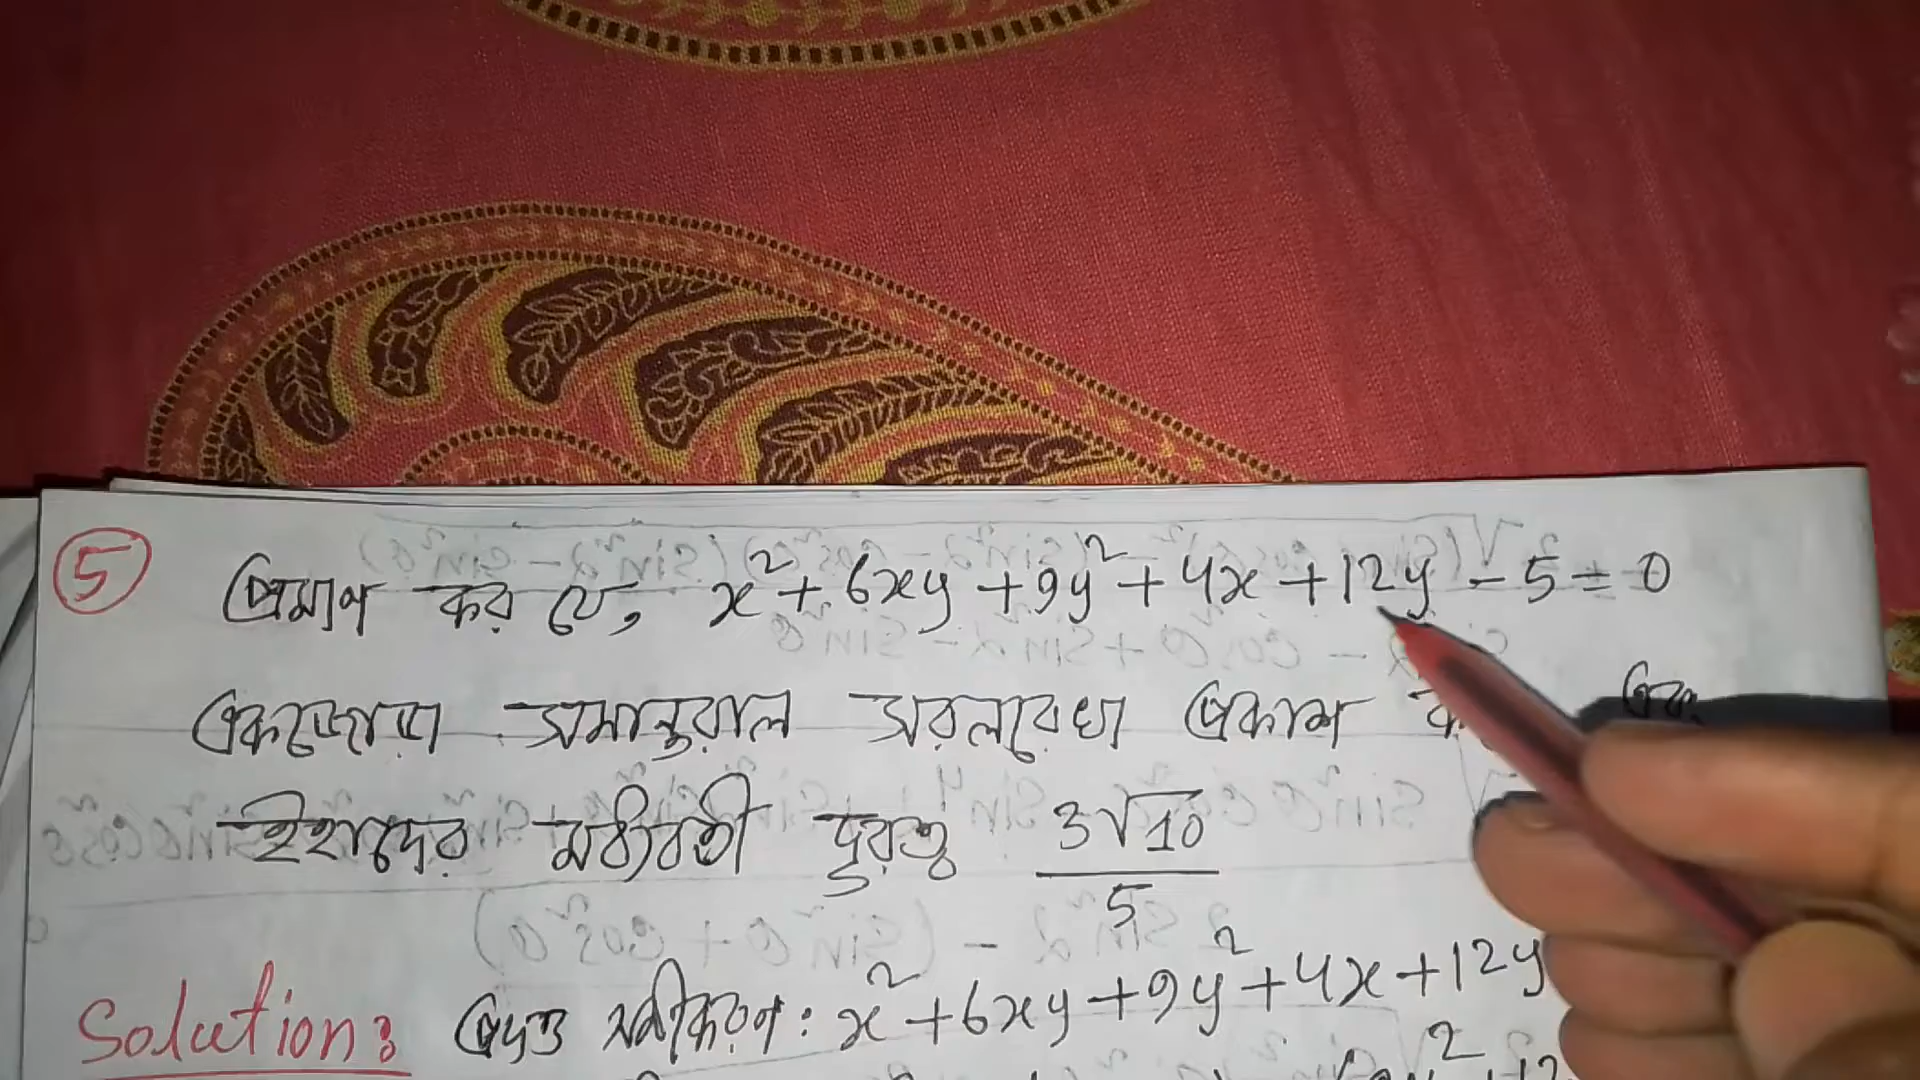 ⑤ প্রমাণ কর যে, x² + 6xy + 9y² + 4x + 12y - 5 = 0
একজোড়া সমান্তরাল সরলরেখা প্রকাশ
ইহাদের মধ্যবর্তী দুরত্ব 3√10/5
Solution: প্রদত্ত সমীকরণ: x² + 6xy + 9y² + 4x + 12y